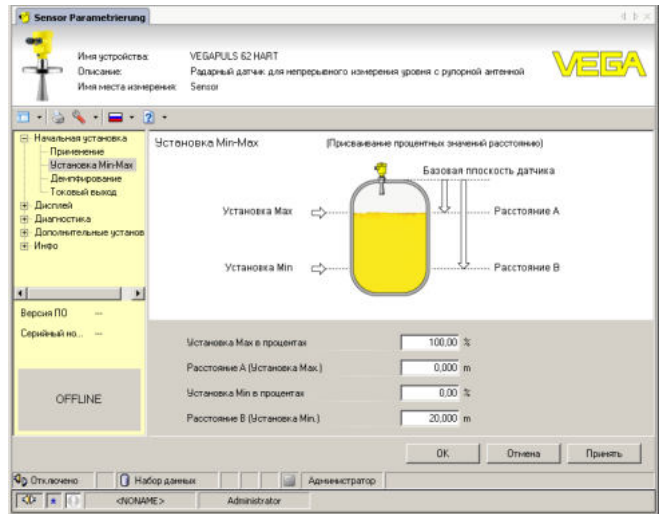 Sensor Parametrierung
Имя устройства: VEGAPULS 62 HART
Описание: Радарный датчик для непрерывного измерения уровня с рупорной антенной
Имя места измерения: Sensor
VEGA
Начальная установка
Применение
Установка Min-Max
Демпфирование
Токовый выход
Дисплей
Диагностика
Дополнительные установ
Инфо
Версия ПО ---
Серийный но... ---
OFFLINE
Установка Min-Max (Присваивание процентных значений расстоянию)
Базовая плоскость датчика
Установка Max Расстояние A
Установка Min Расстояние B
Установка Max в процентах 100,00 %
Расстояние A (Установка Max.) 0,000 m
Установка Min в процентах 0,00 %
Расстояние B (Установка Min.) 20,000 m
OK Отмена Принять
Отключено Набор данных Администратор
<NONAME> Administrator